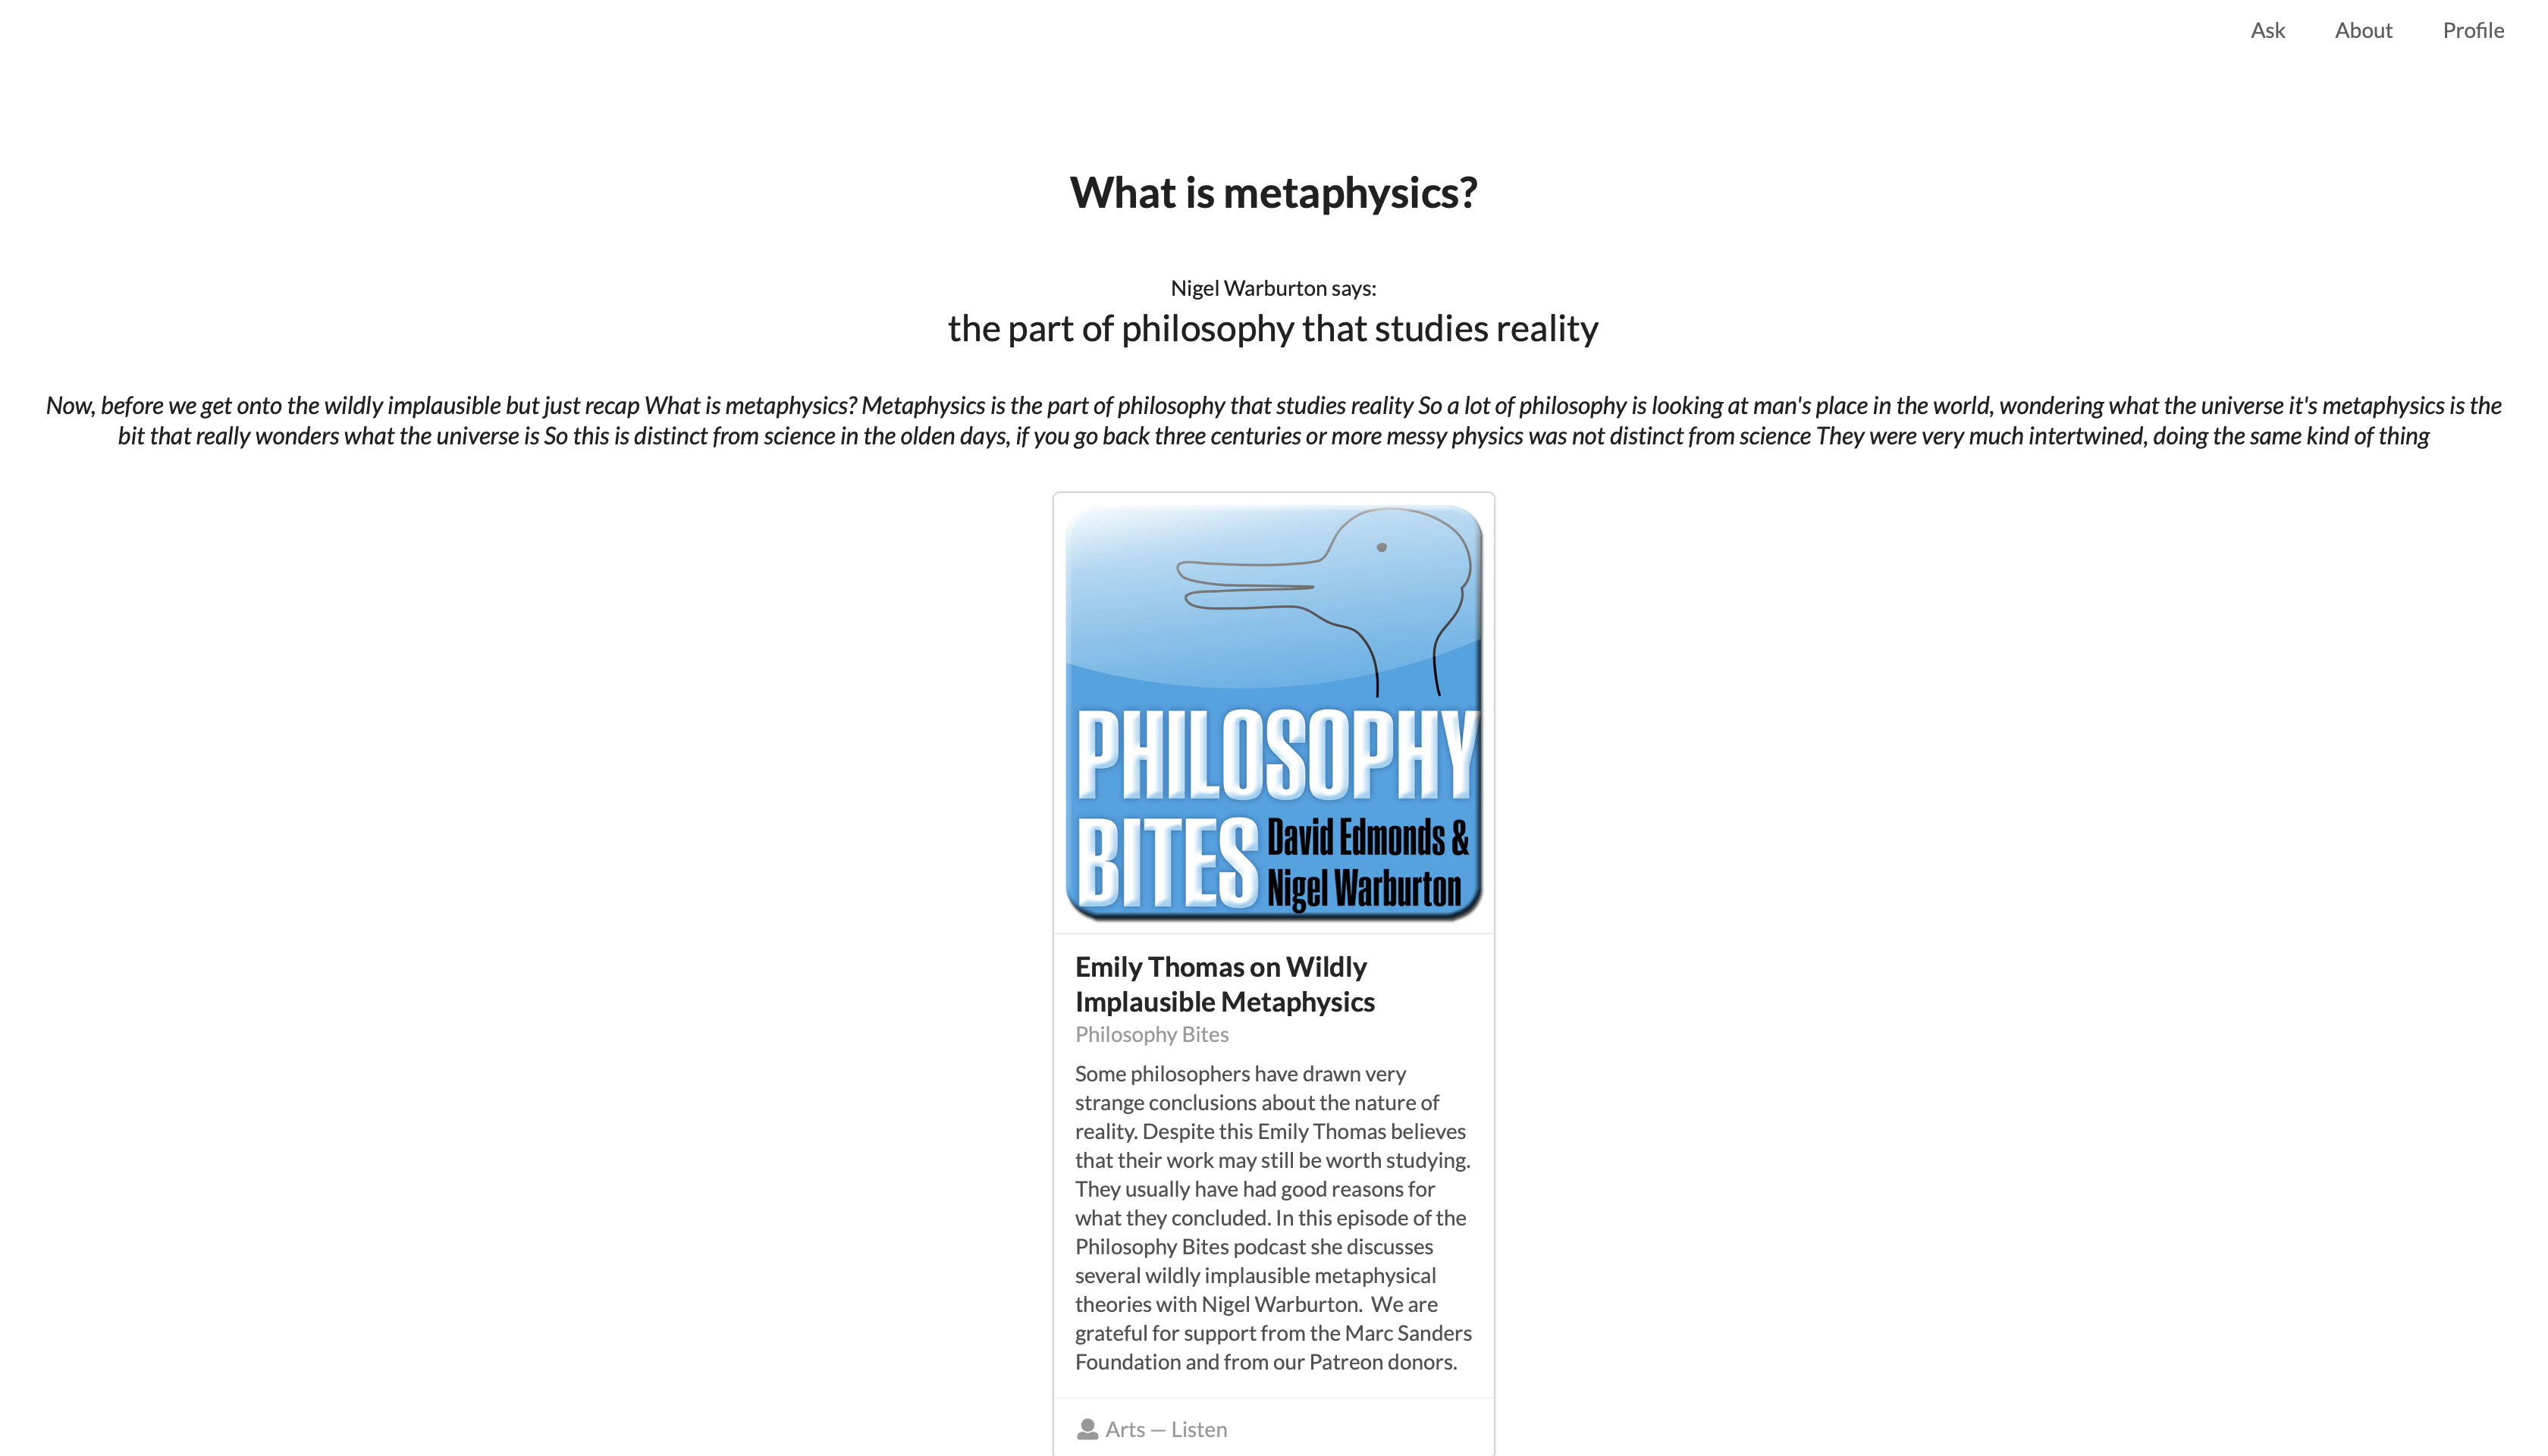 Ask About Profile
What is metaphysics?
Nigel Warburton says:
the part of philosophy that studies reality
Now, before we get onto the wildly implausible but just recap What is metaphysics? Metaphysics is the part of philosophy that studies reality So a lot of philosophy is looking at man's place in the world, wondering what the universe it's metaphysics is the
bit that really wonders what the universe is So this is distinct from science in the olden days, if you go back three centuries or more messy physics was not distinct from science They were very much intertwined, doing the same kind of thing
PHILOSOPHY
BITES David Edmonds &
Nigel Warburton
Emily Thomas on Wildly
Implausible Metaphysics
Philosophy Bites
Some philosophers have drawn very
strange conclusions about the nature of
reality. Despite this Emily Thomas believes
that their work may still be worth studying.
They usually have had good reasons for
what they concluded. In this episode of the
Philosophy Bites podcast she discusses
several wildly implausible metaphysical
theories with Nigel Warburton.  We are
grateful for support from the Marc Sanders
Foundation and from our Patreon donors.
Arts — Listen